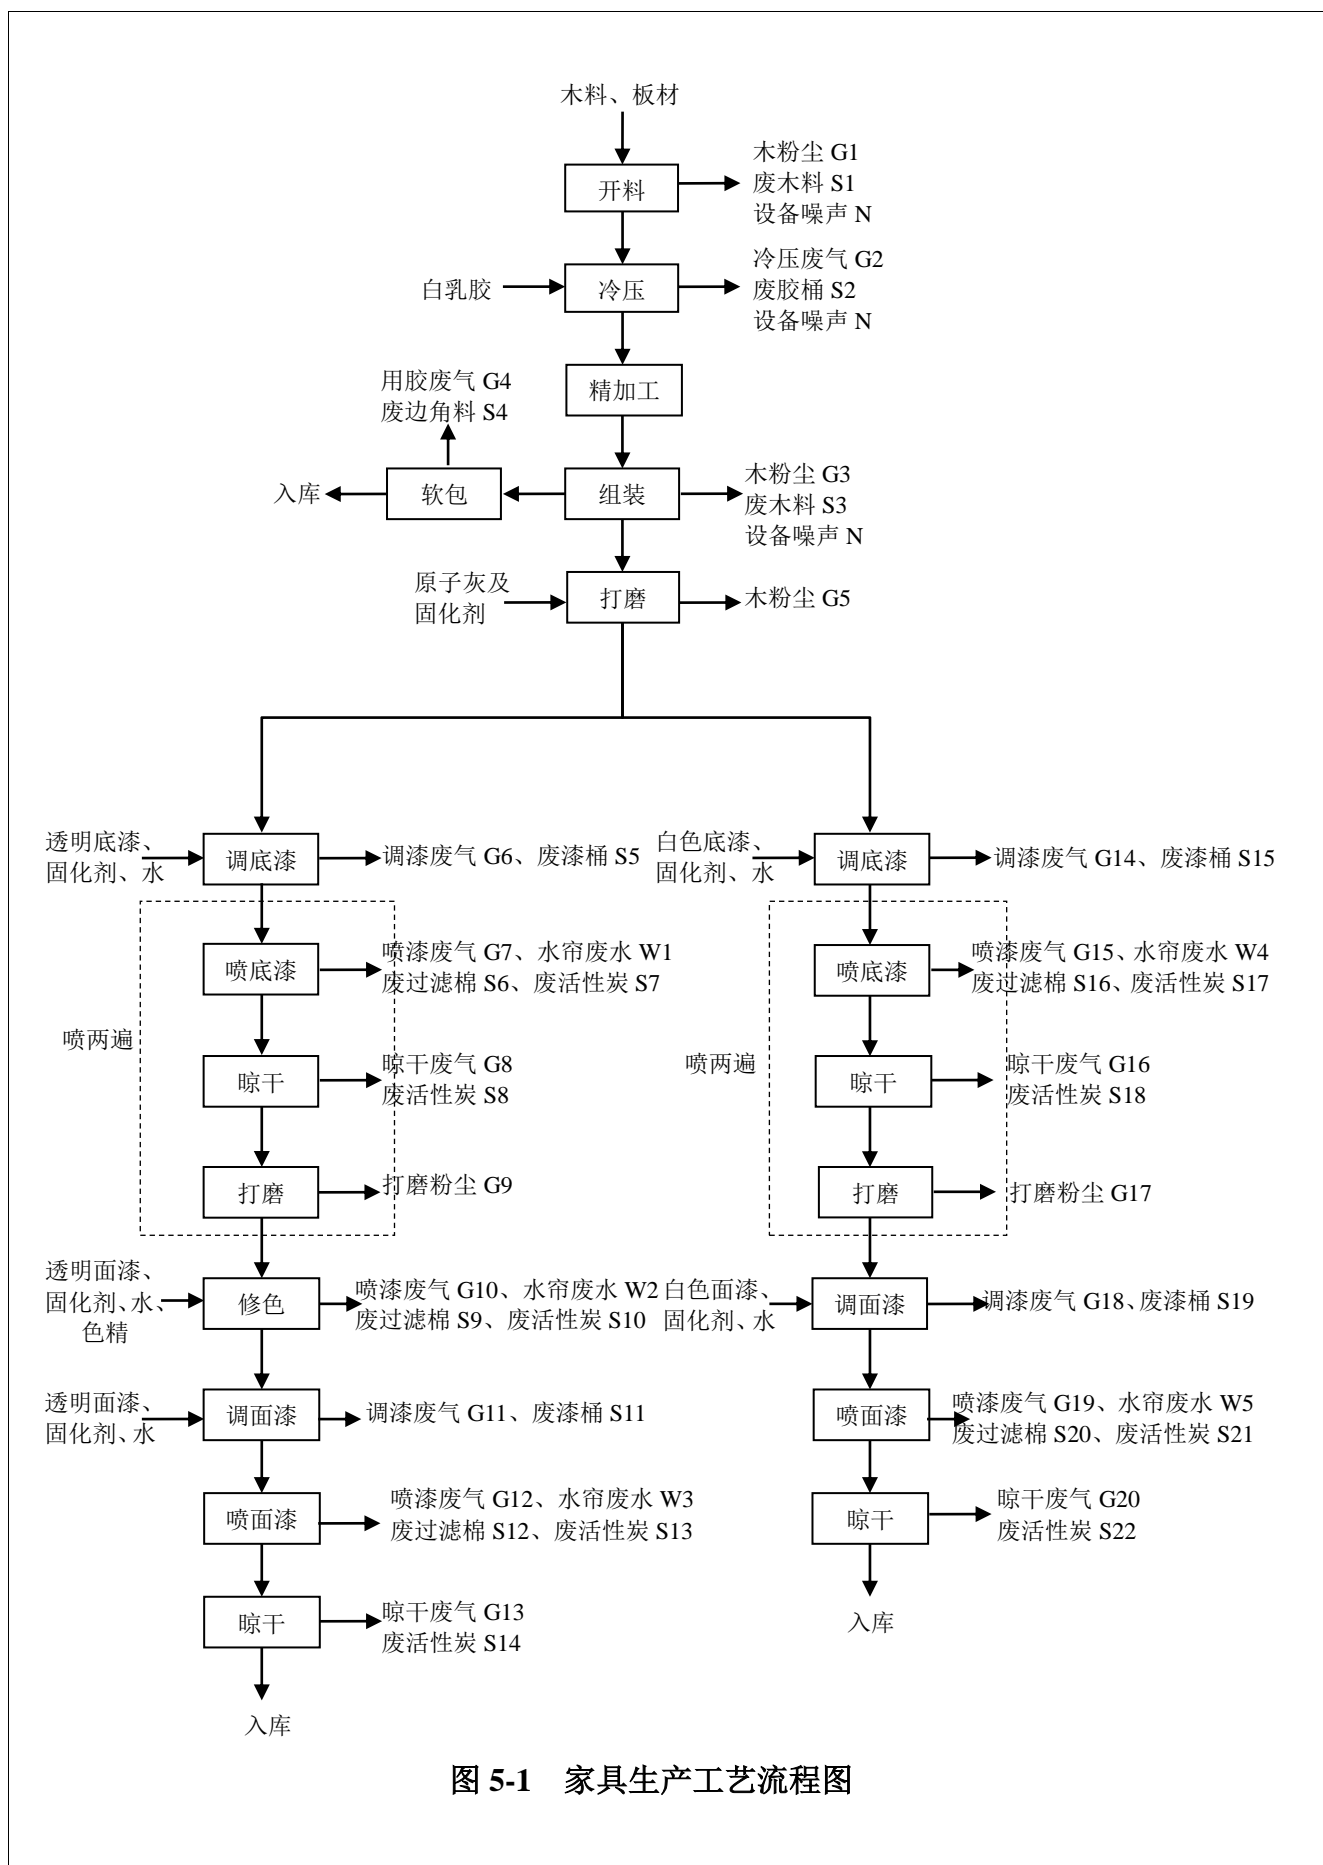 木料、板材
木粉尘 G1
开料
废木料 S1
设备噪声 N
冷压废气 G2
白乳胶
冷压
废胶桶 S2
设备噪声 N
用胶废气 G4
废边角料 S4
精加工
木粉尘 G3
入库
软包
组装
废木料 S3
设备噪声 N
原子灰及
固化剂
打磨
木粉尘 G5
透明底漆、
固化剂、水
调底漆
调漆废气 G6、废漆桶 S5
白色底漆、
固化剂、水
调底漆
调漆废气 G14、废漆桶 S15
喷底漆
喷漆废气 G7、水帘废水 W1
废过滤棉 S6、废活性炭 S7
喷底漆
喷漆废气 G15、水帘废水 W4
废过滤棉 S16、废活性炭 S17
喷两遍
晾干
晾干废气 G8
废活性炭 S8
喷两遍
晾干
晾干废气 G16
废活性炭 S18
打磨
打磨粉尘 G9
打磨
打磨粉尘 G17
透明面漆、
固化剂、水、
色精
修色
喷漆废气 G10、水帘废水 W2
废过滤棉 S9、废活性炭 S10
白色面漆、
固化剂、水
调面漆
调漆废气 G18、废漆桶 S19
透明面漆、
固化剂、水
调面漆
调漆废气 G11、废漆桶 S11
喷面漆
喷漆废气 G19、水帘废水 W5
废过滤棉 S20、废活性炭 S21
喷面漆
喷漆废气 G12、水帘废水 W3
废过滤棉 S12、废活性炭 S13
晾干
晾干废气 G20
废活性炭 S22
晾干
晾干废气 G13
废活性炭 S14
入库
入库
图 5-1 家具生产工艺流程图